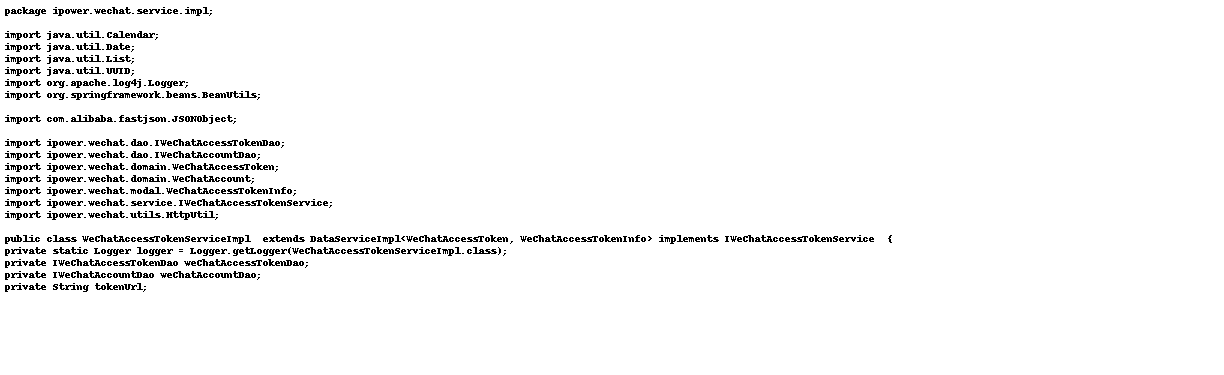 package ipower.wechat.service.impl;
import java.util.Calendar;
import java.util.Date;
import java.util.List;
import java.util.UUID;
import org.apache.log4j.Logger;
import org.springframework.beans.BeanUtils;
import com.alibaba.fastjson.JSONObject;
import ipower.wechat.dao.IWeChatAccessTokenDao;
import ipower.wechat.dao.IWeChatAccountDao;
import ipower.wechat.domain.WeChatAccessToken;
import ipower.wechat.domain.WeChatAccount;
import ipower.wechat.modal.WeChatAccessTokenInfo;
import ipower.wechat.service.IWeChatAccessTokenService;
import ipower.wechat.utils.HttpUtil;
public class WeChatAccessTokenServiceImpl  extends DataServiceImpl<WeChatAccessToken, WeChatAccessTokenInfo> implements IWeChatAccessTokenService  {
private static Logger logger = Logger.getLogger(WeChatAccessTokenServiceImpl.class);
private IWeChatAccessTokenDao weChatAccessTokenDao;
private IWeChatAccountDao weChatAccountDao;
private String tokenUrl;